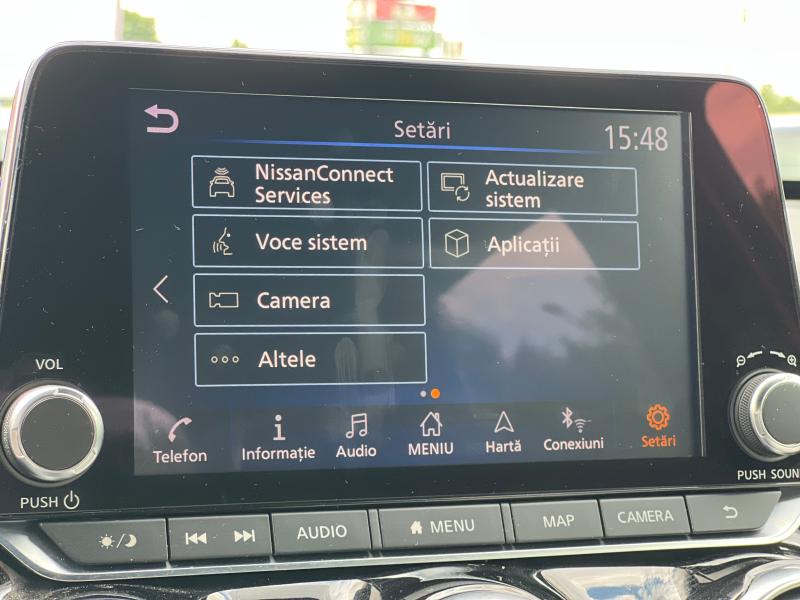 Setări
15:48
NissanConnect
Services
Actualizare
sistem
Voce sistem
Aplicații
Camera
Altele
VOL
Telefon
Informație
Audio
MENIU
Hartă
Conexiuni
Setări
PUSH
PUSH SOUN
AUDIO
MENU
MAP
CAMERA